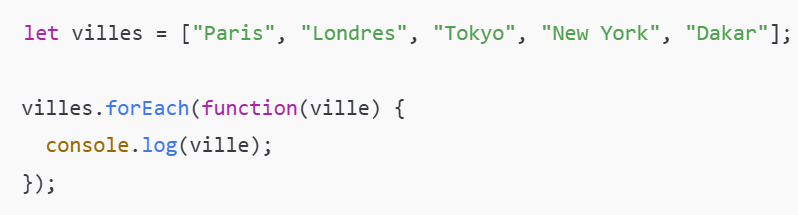 let villes = ["Paris", "Londres", "Tokyo", "New York", "Dakar"];
villes.forEach(function(ville) {
  console.log(ville);
});